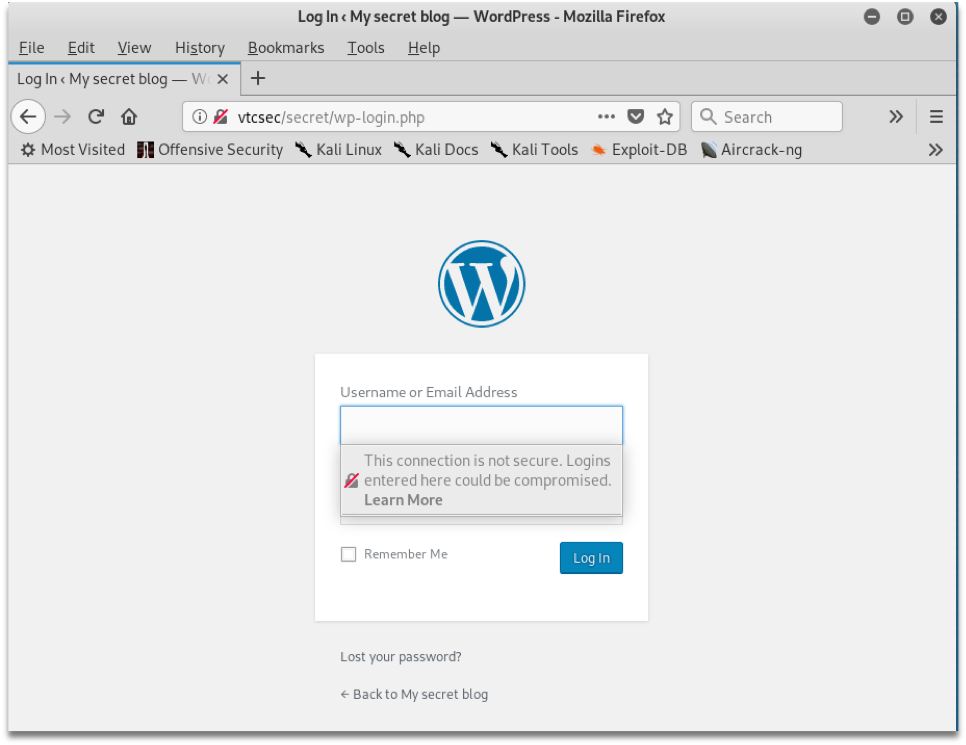 Log In ‹ My secret blog — WordPress - Mozilla Firefox
File Edit View History Bookmarks Tools Help
Log In ‹ My secret blog — Wo
vtcsec/secret/wp-login.php
Search
Most Visited Offensive Security Kali Linux Kali Docs Kali Tools Exploit-DB Aircrack-ng
W
Username or Email Address
This connection is not secure. Logins
entered here could be compromised.
Learn More
Remember Me Log In
Lost your password?
← Back to My secret blog